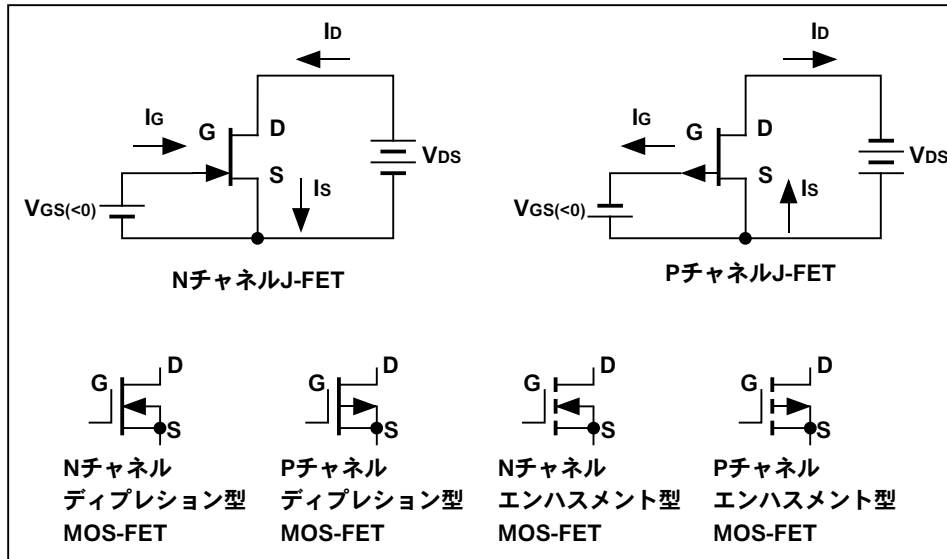 ID
IG
G
D
S
IS
VDS
VGS(<0)
NチャネルJ-FET
ID
IG
G
D
S
IS
VDS
VGS(<0)
PチャネルJ-FET
G
D
S
Nチャネル
ディプレション型
MOS-FET
G
D
S
Pチャネル
ディプレション型
MOS-FET
G
D
S
Nチャネル
エンハスメント型
MOS-FET
G
D
S
Pチャネル
エンハスメント型
MOS-FET